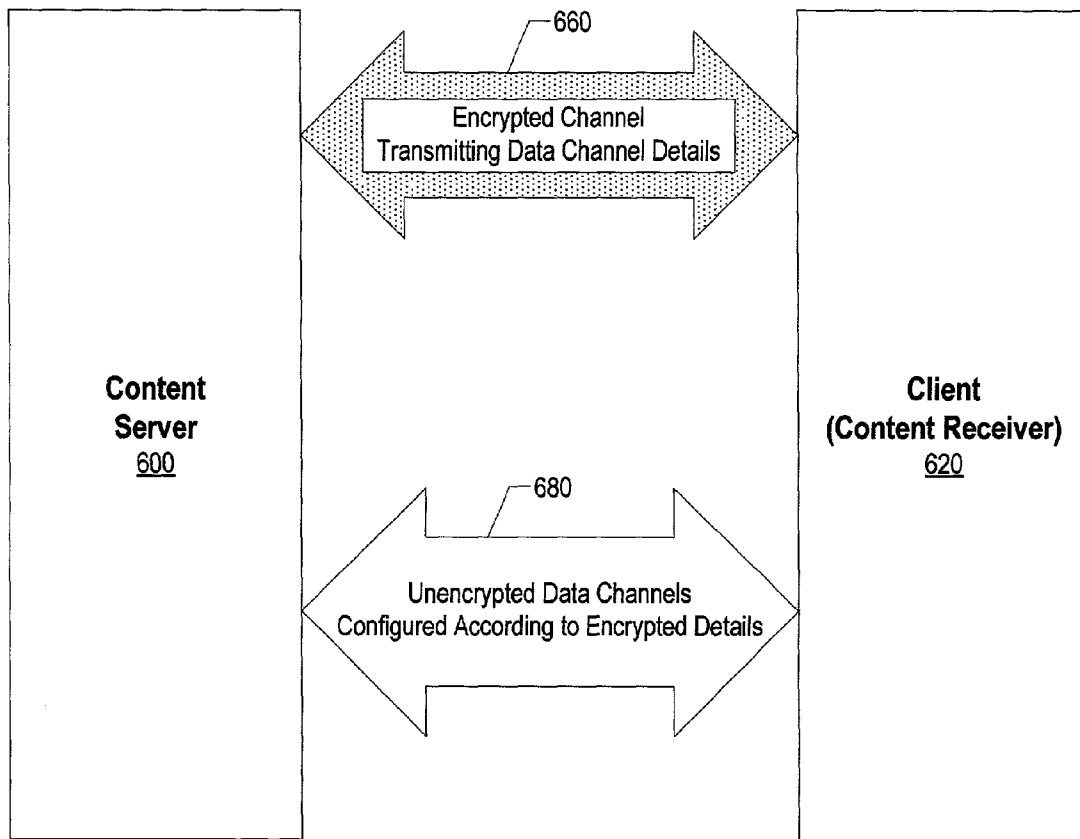 660
Encrypted Channel
Transmitting Data Channel Details
Content
Server
600
Client
(Content Receiver)
620
680
Unencrypted Data Channels
Configured According to Encrypted Details